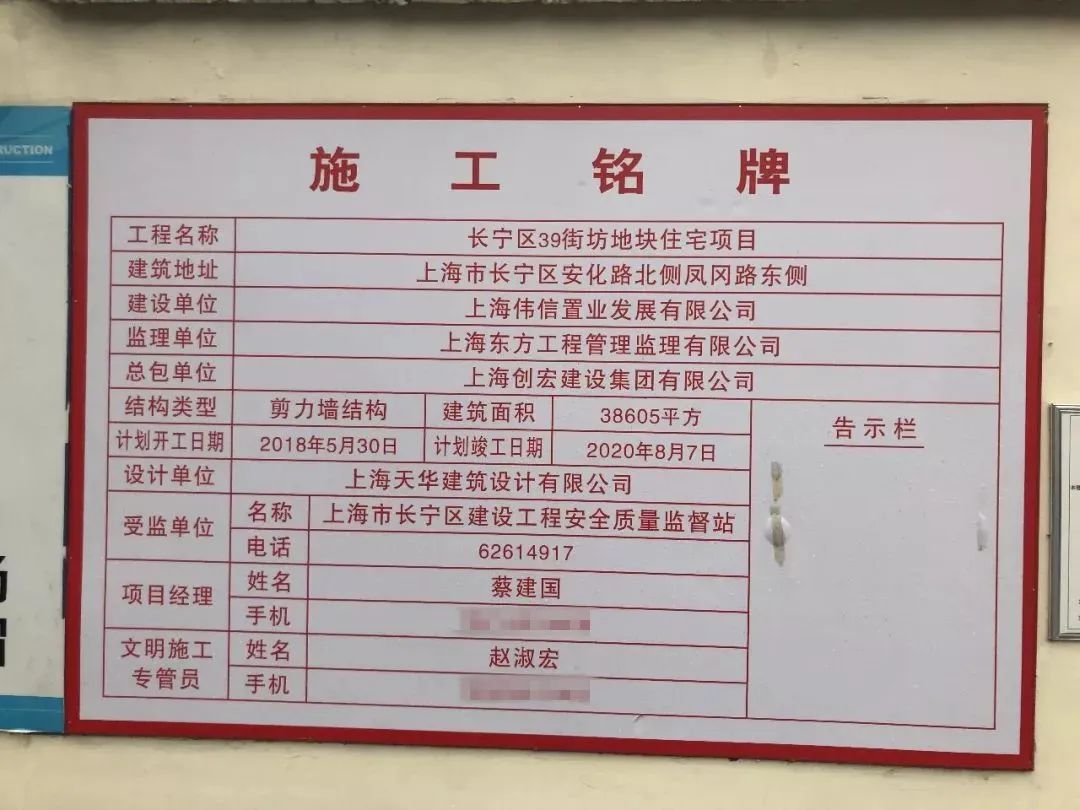 RUCTION
施工铭牌
工程名称 长宁区39街坊地块住宅项目
建筑地址 上海市长宁区安化路北侧凤冈路东侧
建设单位 上海伟信置业发展有限公司
监理单位 上海东方工程管理监理有限公司
总包单位 上海创宏建设集团有限公司
结构类型 剪力墙结构 建筑面积 38605平方
计划开工日期 2018年5月30日 计划竣工日期 2020年8月7日
告示栏
设计单位 上海天华建筑设计有限公司
受监单位 名称 上海市长宁区建设工程安全质量监督站
电话 62614917
项目经理 姓名 蔡建国
手机
文明施工专管员 姓名 赵淑宏
手机